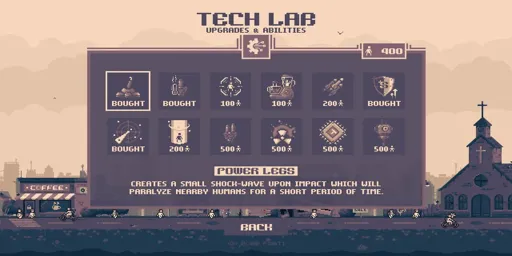 TECH LAB
UPGRADES & ABILITIES
400
BOUGHT BOUGHT 100 100 200 BOUGHT
BOUGHT 200 500 500 500 500
POWER LEGS
CREATES A SMALL SHOCK-WAVE UPON IMPACT WHICH WILL
PARALYZE NEARBY HUMANS FOR A SHORT PERIOD OF TIME.
COFFEE
BACK